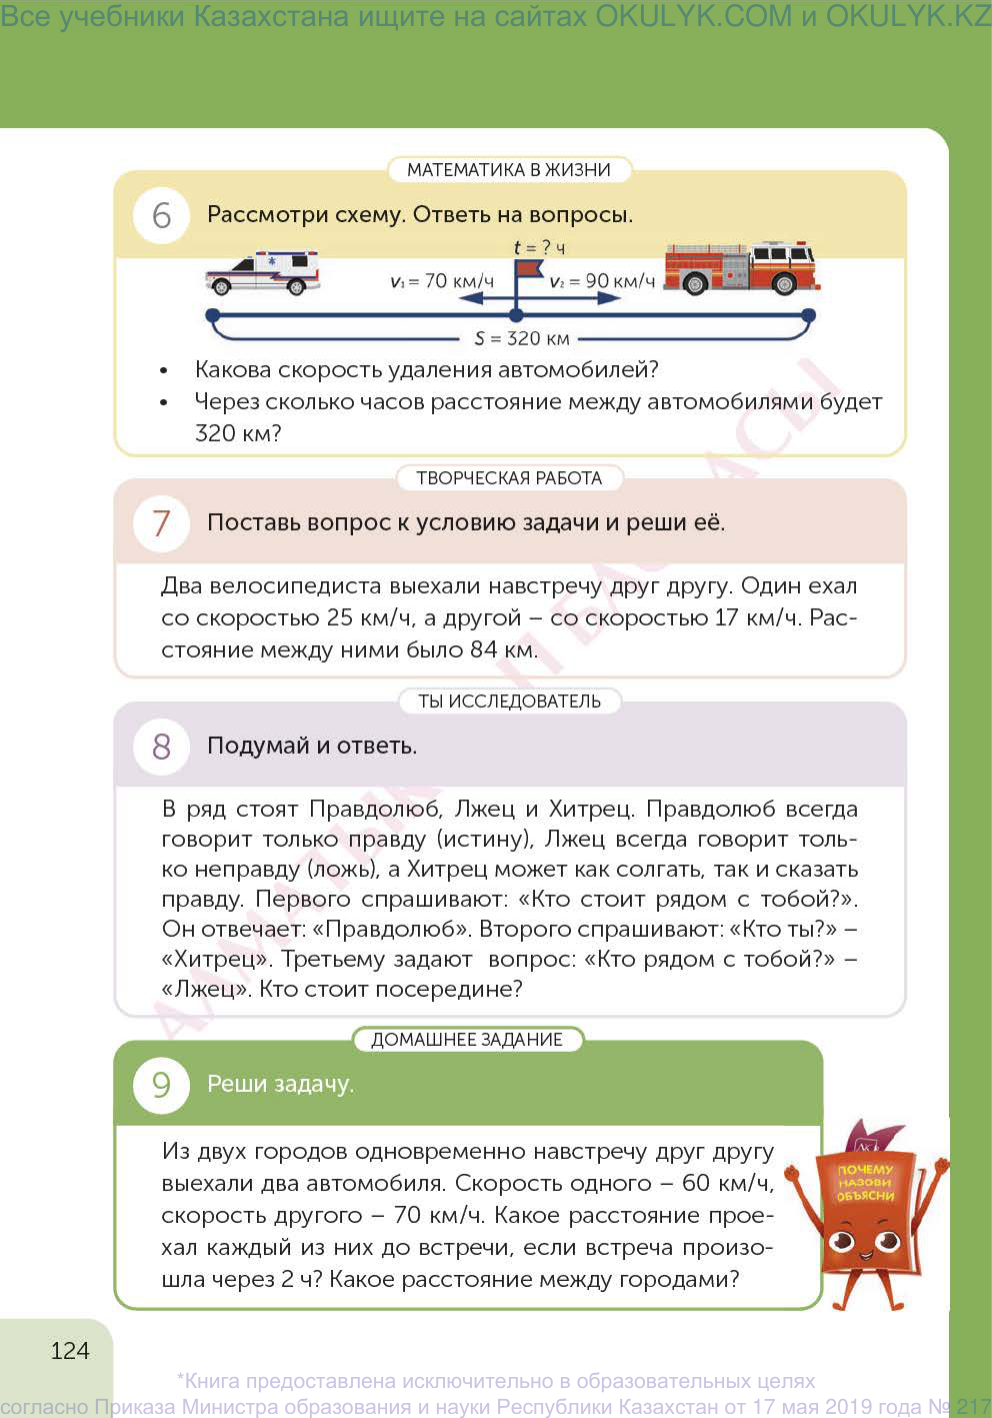 Все учебники Казахстана ищите на сайтах OKULYK.COM и OKULYK.KZ
МАТЕМАТИКА В ЖИЗНИ
6 Рассмотри схему. Ответь на вопросы.
t = ? ч
v₁ = 70 км/ч v₂ = 90 км/ч
S = 320 км
• Какова скорость удаления автомобилей?
• Через сколько часов расстояние между автомобилями будет
320 км?
ТВОРЧЕСКАЯ РАБОТА
7 Поставь вопрос к условию задачи и реши её.
Два велосипедиста выехали навстречу друг другу. Один ехал
со скоростью 25 км/ч, а другой – со скоростью 17 км/ч. Рас-
стояние между ними было 84 км.
ТЫ ИССЛЕДОВАТЕЛЬ
8 Подумай и ответь.
В ряд стоят Правдолюб, Лжец и Хитрец. Правдолюб всегда
говорит только правду (истину), Лжец всегда говорит толь-
ко неправду (ложь), а Хитрец может как солгать, так и сказать
правду. Первого спрашивают: «Кто стоит рядом с тобой?».
Он отвечает: «Правдолюб». Второго спрашивают: «Кто ты?» –
«Хитрец». Третьему задают вопрос: «Кто рядом с тобой?» –
«Лжец». Кто стоит посередине?
ДОМАШНЕЕ ЗАДАНИЕ
9 Реши задачу.
Из двух городов одновременно навстречу друг другу
выехали два автомобиля. Скорость одного – 60 км/ч,
скорость другого – 70 км/ч. Какое расстояние прое-
хал каждый из них до встречи, если встреча произо-
шла через 2 ч? Какое расстояние между городами?
ПОЧЕМУ
НАЗОВИ
ОБЪЯСНИ
124
*Книга предоставлена исключительно в образовательных целях
согласно Приказа Министра образования и науки Республики Казахстан от 17 мая 2019 года № 217